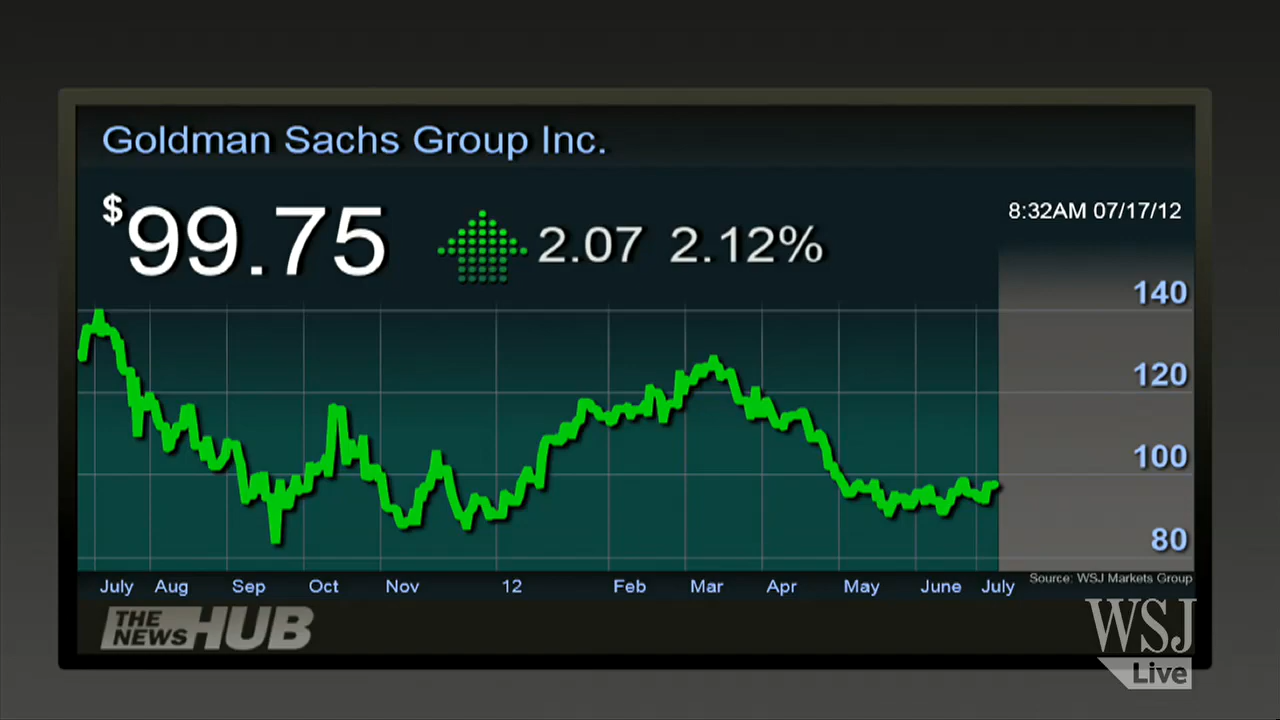 Goldman Sachs Group Inc.
$99.75 2.07 2.12%
8:32AM 07/17/12
140
120
100
80
July Aug Sep Oct Nov 12 Feb Mar Apr May June July
Source: WSJ Markets Group
THE NEWS HUB
WSJ
Live